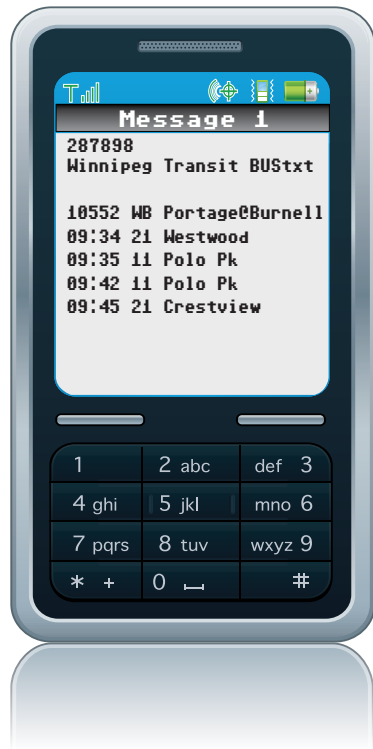 Message 1
287898
Winnipeg Transit BUStxt
10552 WB Portage@Burnell
09:34 21 Westwood
09:35 11 Polo Pk
09:42 11 Polo Pk
09:45 21 Crestview
1 2 abc def 3
4 ghi 5 jkl mno 6
7 pqrs 8 tuv wxyz 9
* + 0 #